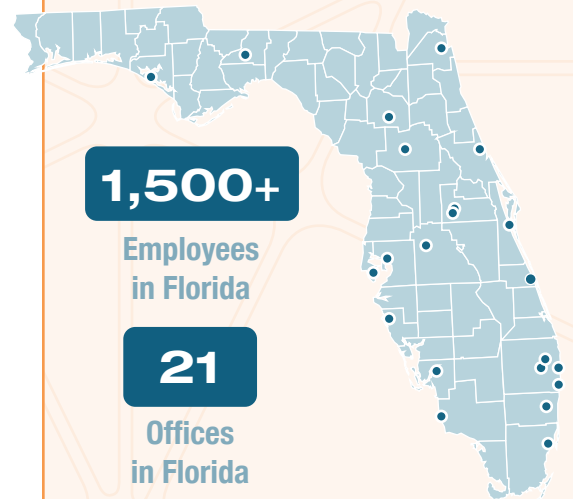 1,500+
Employees
in Florida
21
Offices
in Florida